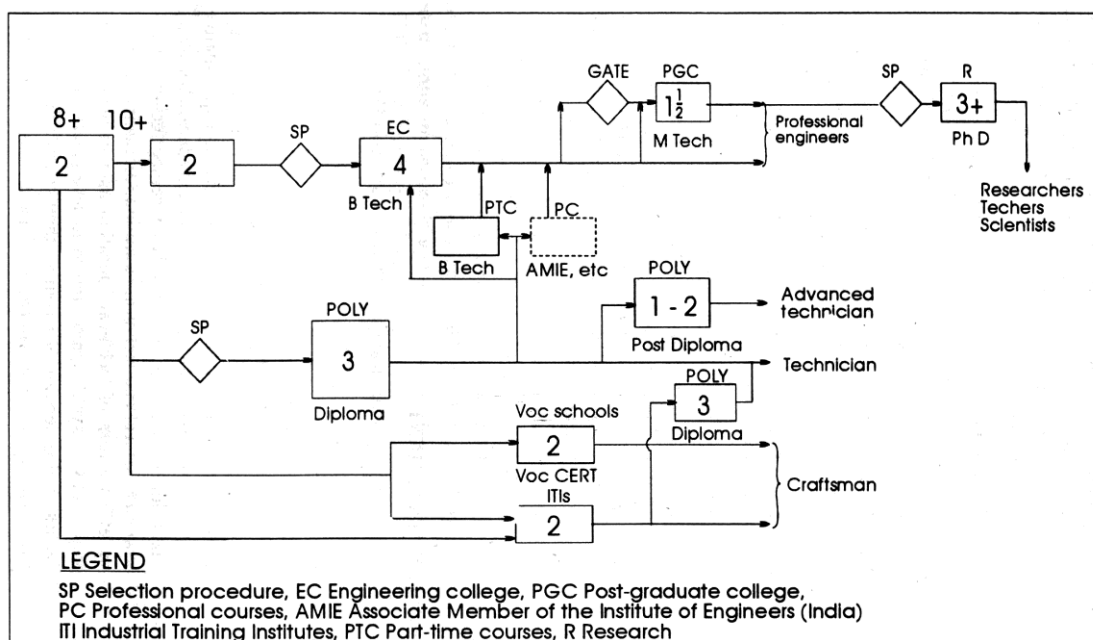 GATE
PGC
SP
R
8+
10+
SP
EC
1½
3+
2
2
4
M Tech
Professional
engineers
Ph D
B Tech
PTC
PC
Researchers
Techers
Scientists
B Tech
AMIE, etc
POLY
SP
POLY
1 - 2
Advanced
technician
Post Diploma
3
Technician
POLY
Diploma
Voc schools
3
Diploma
2
Voc CERT
Craftsman
ITIs
2
LEGEND
SP Selection procedure, EC Engineering college, PGC Post-graduate college,
PC Professional courses, AMIE Associate Member of the Institute of Engineers (India)
ITI Industrial Training Institutes, PTC Part-time courses, R Research